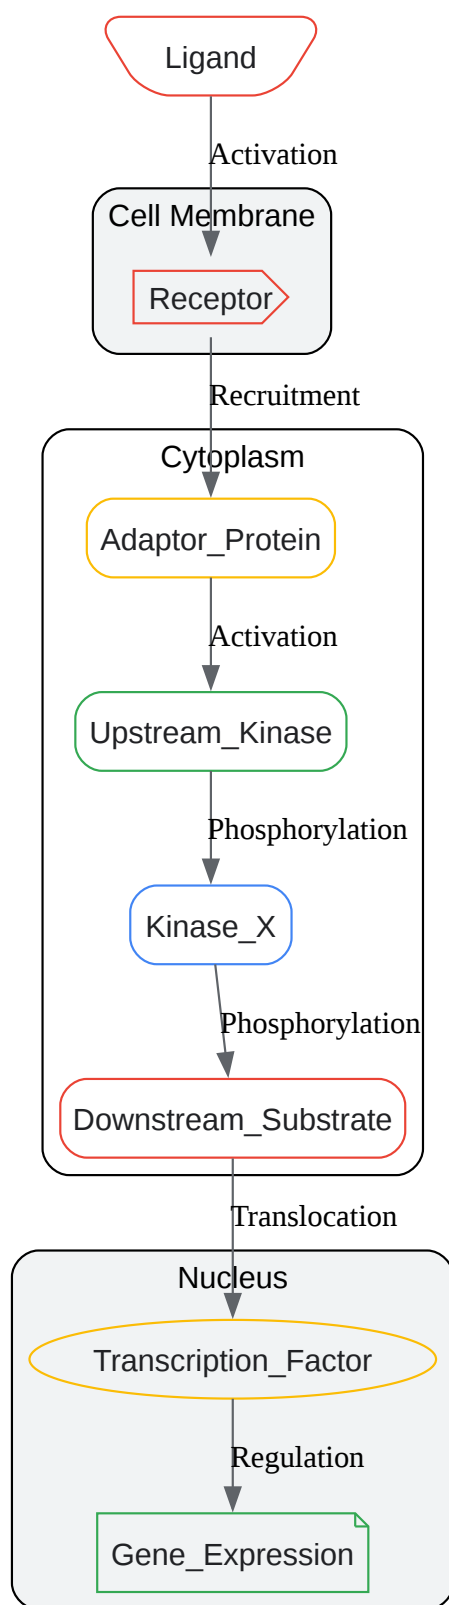 Ligand
Activation
Cell Membrane
Receptor
Recruitment
Cytoplasm
Adaptor_Protein
Activation
Upstream_Kinase
Phosphorylation
Kinase_X
Phosphorylation
Downstream_Substrate
Translocation
Nucleus
Transcription_Factor
Regulation
Gene_Expression